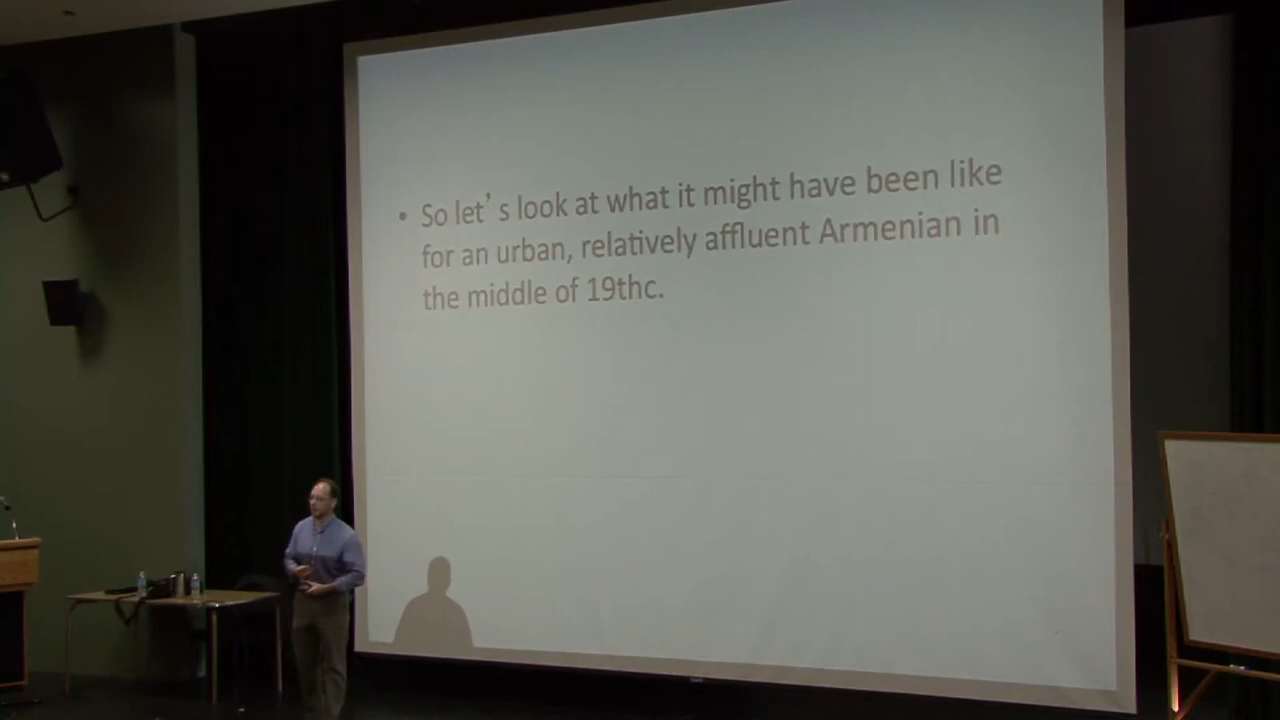 • So let’ s look at what it might have been like
for an urban, relatively affluent Armenian in
the middle of 19thc.